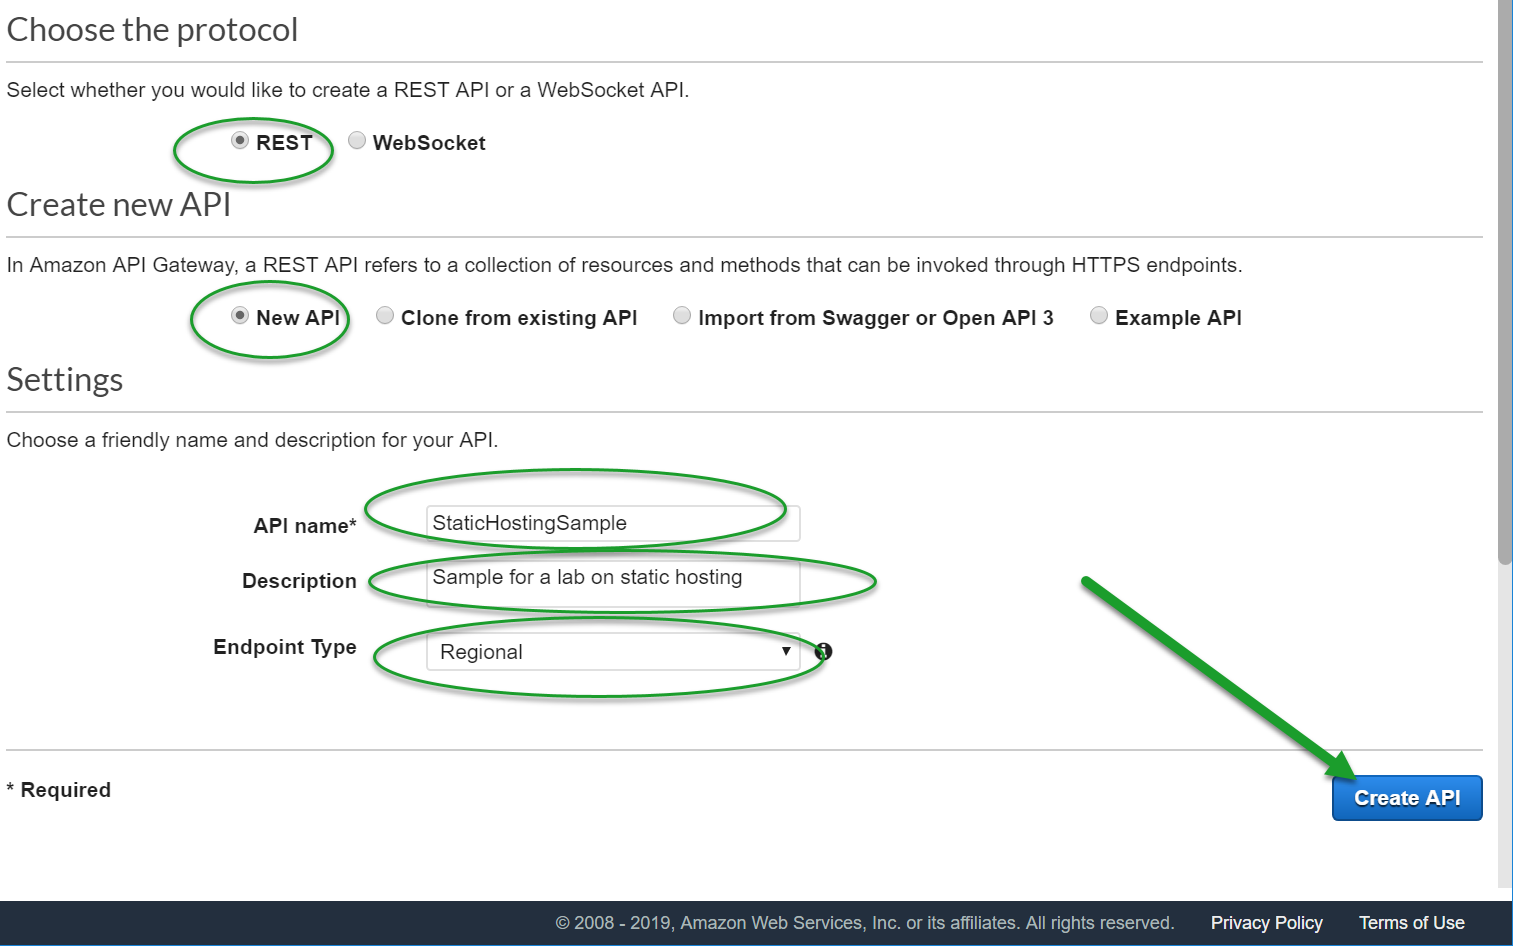 Choose the protocol
Select whether you would like to create a REST API or a WebSocket API.
REST WebSocket
Create new API
In Amazon API Gateway, a REST API refers to a collection of resources and methods that can be invoked through HTTPS endpoints.
New API Clone from existing API Import from Swagger or Open API 3 Example API
Settings
Choose a friendly name and description for your API.
API name* StaticHostingSample
Description Sample for a lab on static hosting
Endpoint Type Regional
* Required
Create API
© 2008 - 2019, Amazon Web Services, Inc. or its affiliates. All rights reserved. Privacy Policy Terms of Use